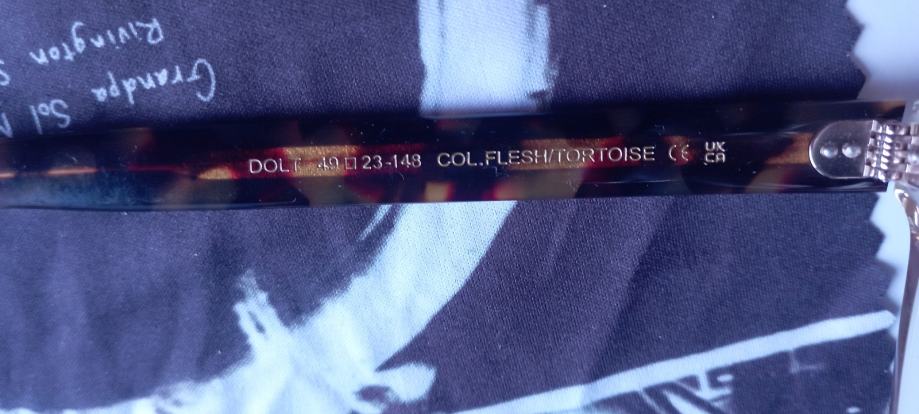 Grandpa Sol
Rivington
DOLT 49□23-148 COL.FLESH/TORTOISE CE UK
CA